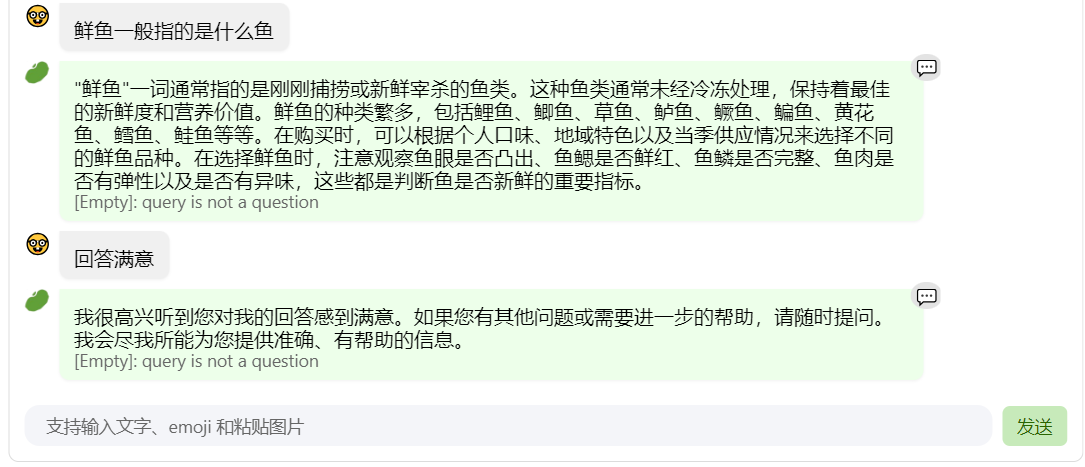 鲜鱼一般指的是什么鱼
"鲜鱼"一词通常指的是刚刚捕捞或新鲜宰杀的鱼类。这种鱼类通常未经冷冻处理，保持着最佳
的新鲜度和营养价值。鲜鱼的种类繁多，包括鲤鱼、鲫鱼、草鱼、鲈鱼、鳜鱼、鳊鱼、黄花
鱼、鳕鱼、鲑鱼等等。在购买时，可以根据个人口味、地域特色以及当季供应情况来选择不同
的鲜鱼品种。在选择鲜鱼时，注意观察鱼眼是否凸出、鱼鳃是否鲜红、鱼鳞是否完整、鱼肉是
否有弹性以及是否有异味，这些都是判断鱼是否新鲜的重要指标。
[Empty]: query is not a question
回答满意
我很高兴听到您对我的回答感到满意。如果您有其他问题或需要进一步的帮助，请随时提问。
我会尽我所能为您提供准确、有帮助的信息。
[Empty]: query is not a question
支持输入文字、emoji 和粘贴图片
发送